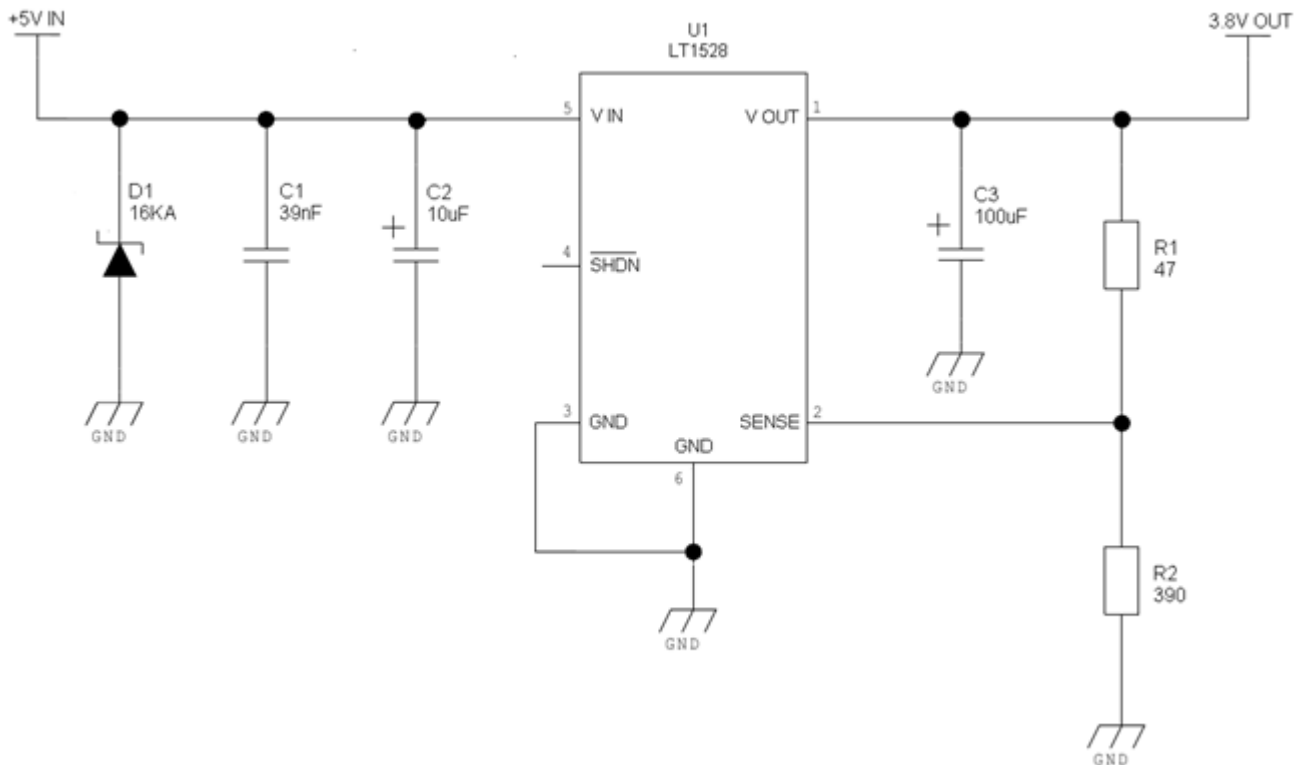 +5V IN
3.8V OUT
U1
LT1528
5
V IN
V OUT
1
D1
16KA
C1
39nF
C2
10uF
+
C3
100uF
+
4
SHDN
R1
47
GND
GND
GND
GND
3
GND
SENSE
2
GND
6
R2
390
GND
GND